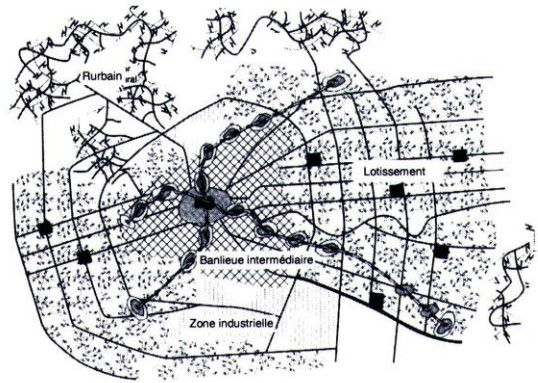 Rurbain
Lotissement
Banlieue intermédiaire
Zone industrielle